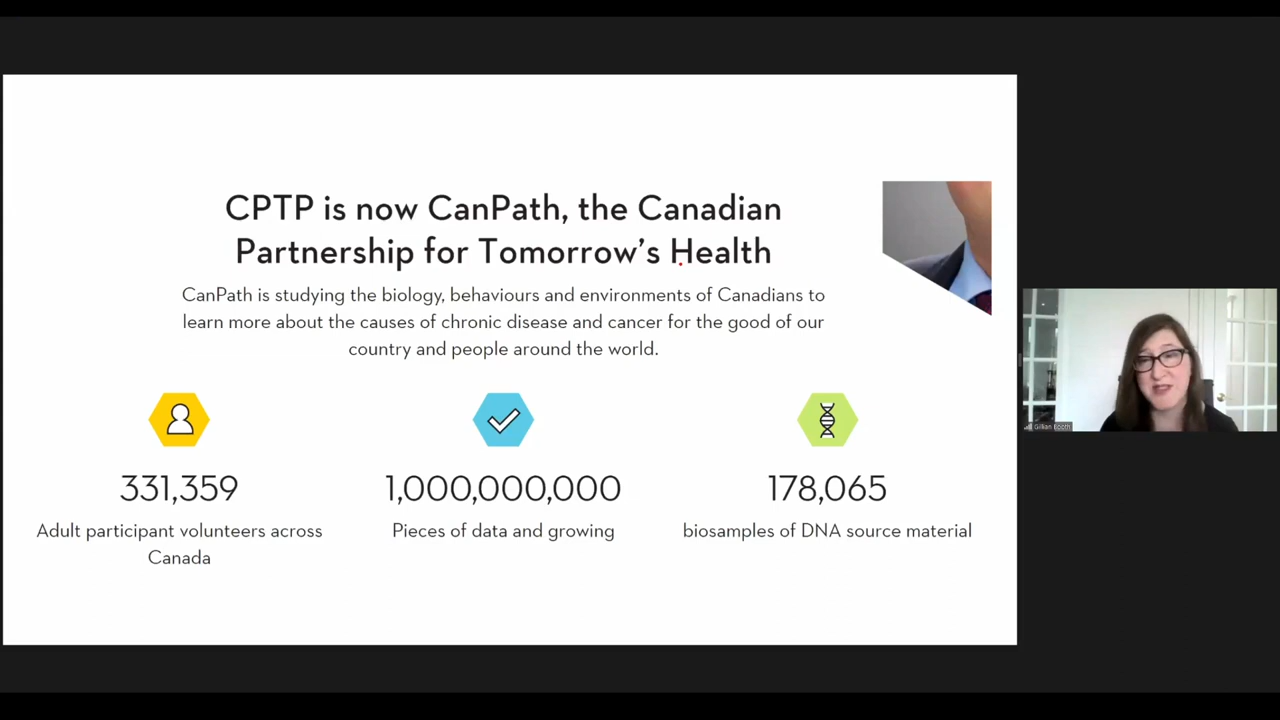 CPTP is now CanPath, the Canadian
Partnership for Tomorrow's Health
CanPath is studying the biology, behaviours and environments of Canadians to
learn more about the causes of chronic disease and cancer for the good of our
country and people around the world.
331,359
Adult participant volunteers across
Canada
1,000,000,000
Pieces of data and growing
178,065
biosamples of DNA source material
Gillian Booth